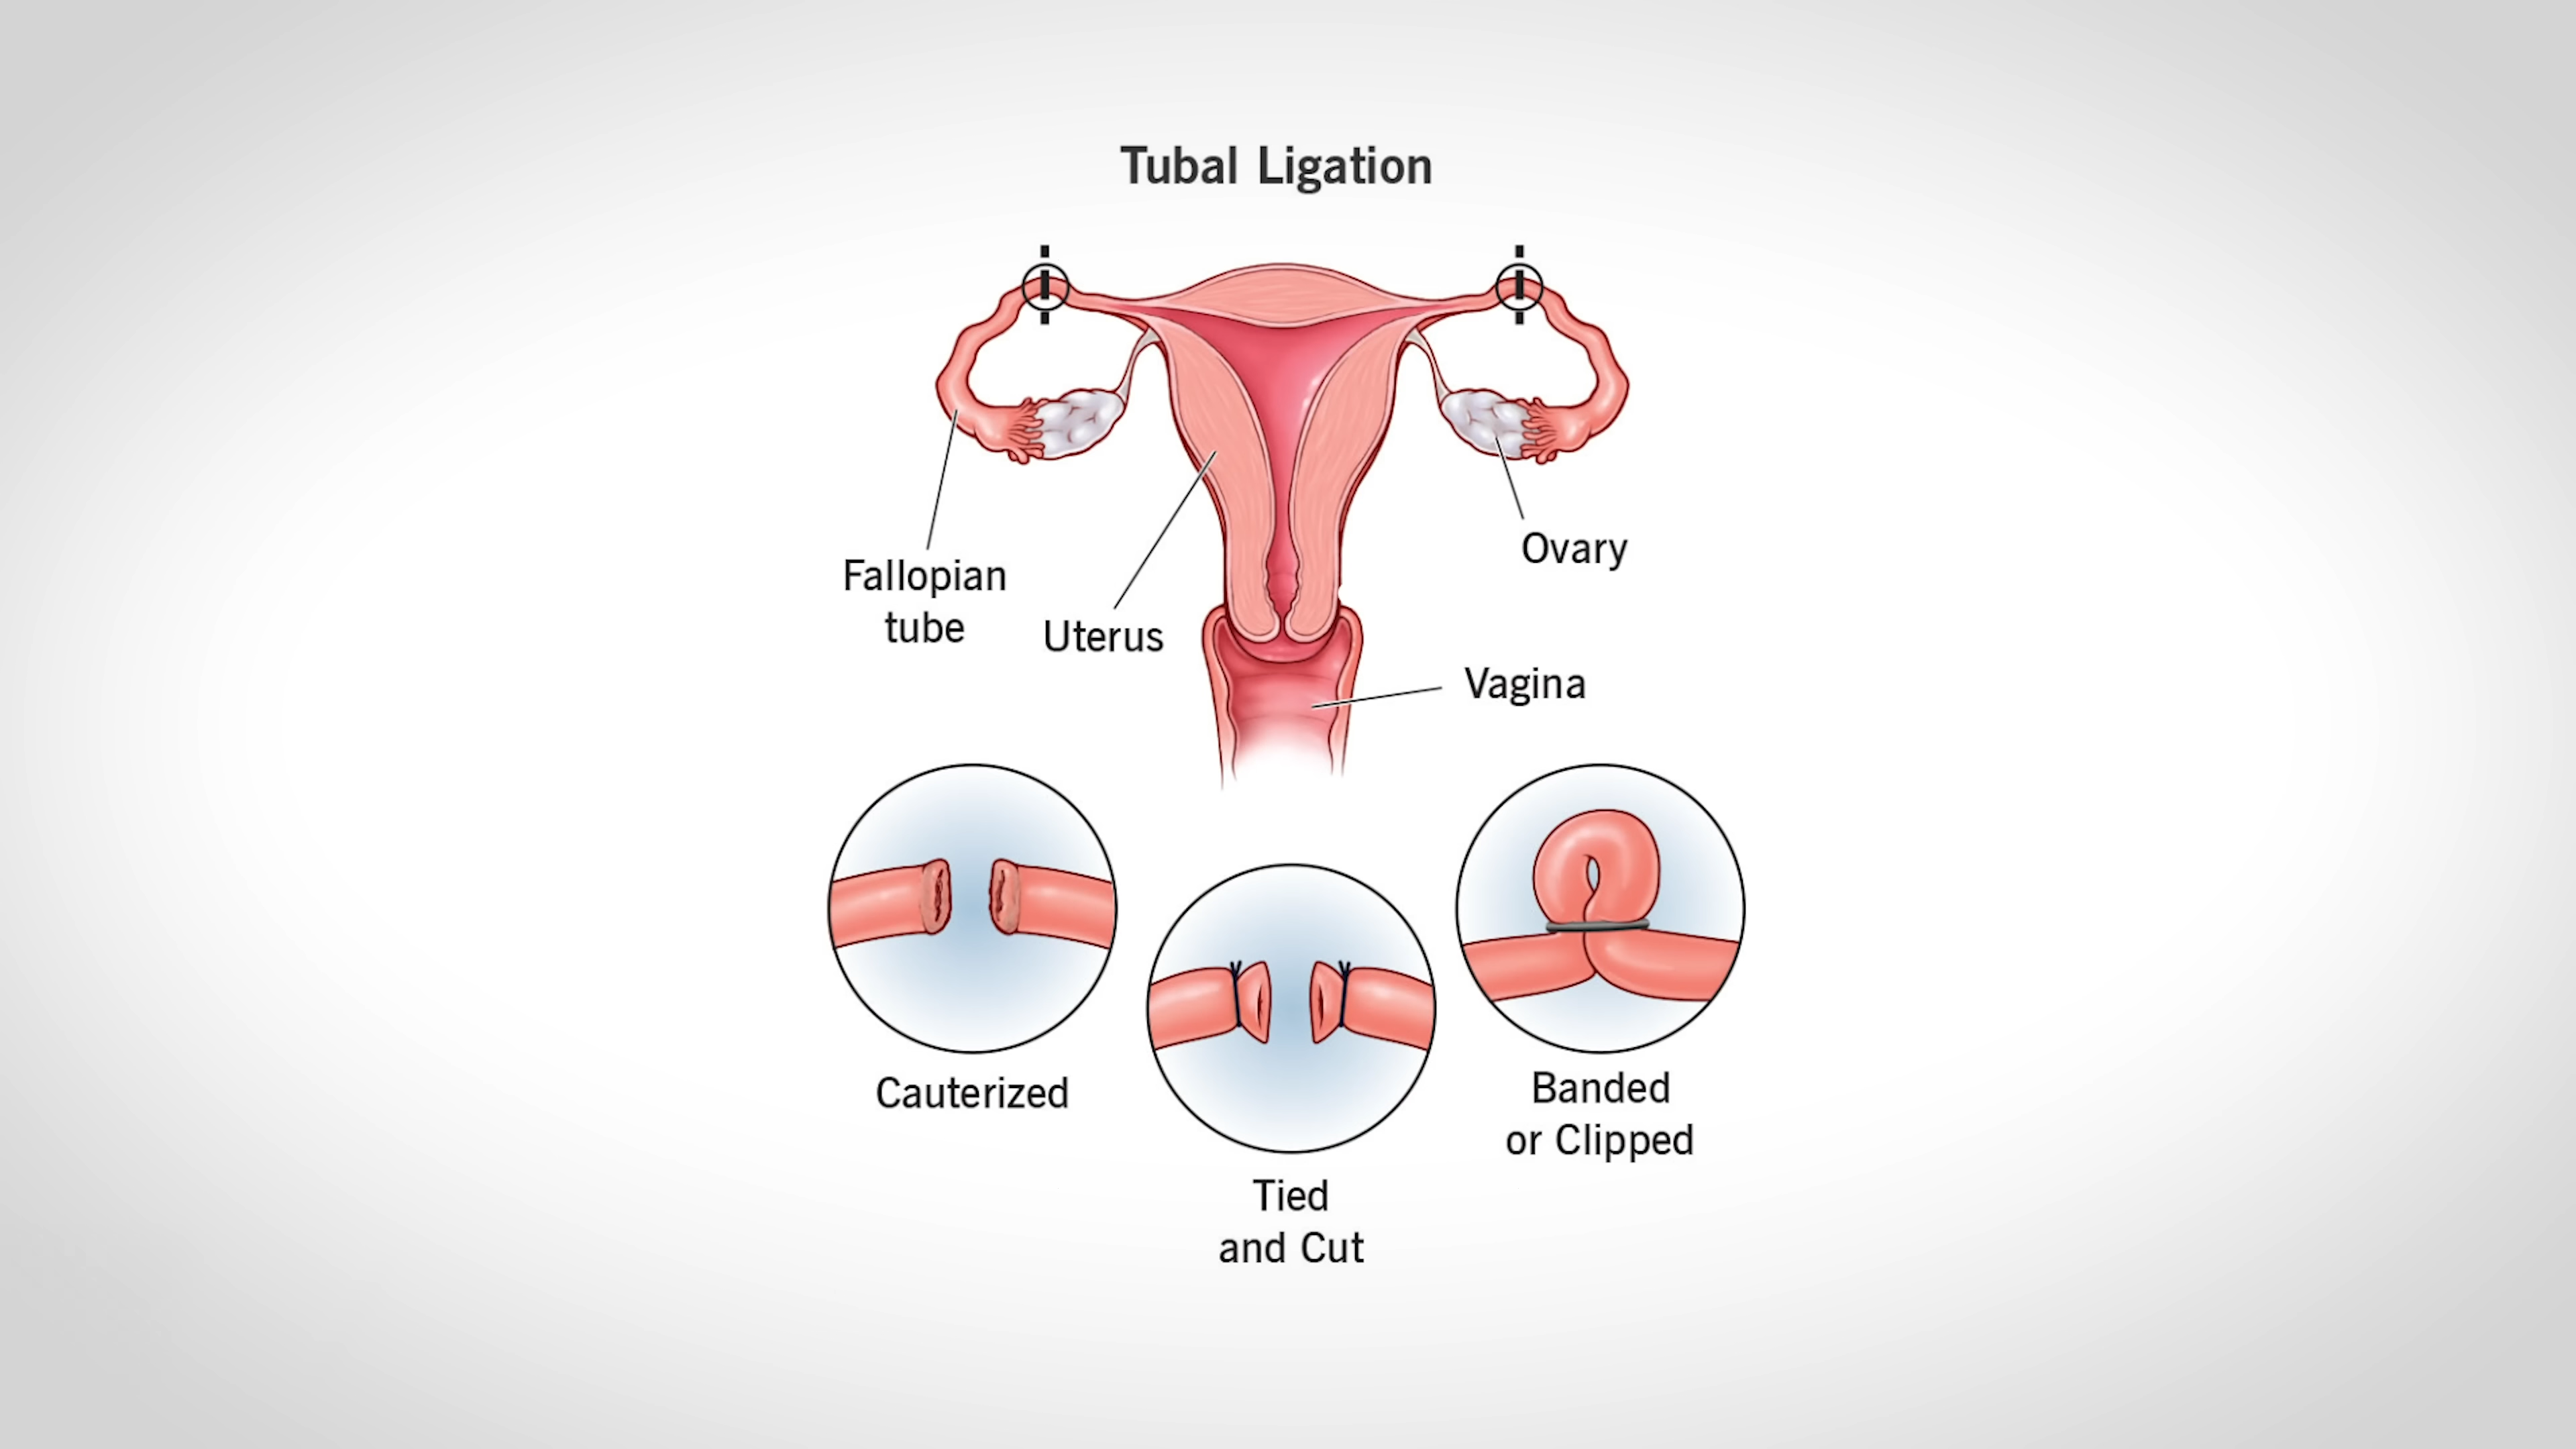 Tubal Ligation
Fallopian
tube
Uterus
Ovary
Vagina
Cauterized
Tied
and Cut
Banded
or Clipped